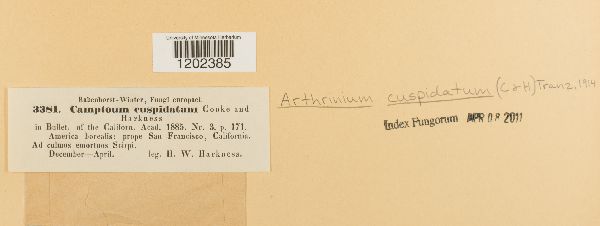 University of Minnesota Herbarium
1202385
Rabenhorst-Winter, Fungi europaei.
3381. Camptoum cuspidatum Cooke and
Harkness
in Bullet. of the Californ. Acad. 1885. Nr. 3. p. 171.
America borealis: prope San Francisco, California.
Ad culmos emortuos Scirpi.
December—April. leg. H. W. Harkness.
Arthrinium cuspidatum (C & H) Tranz, 1914
Index Fungorum APR 08 2011